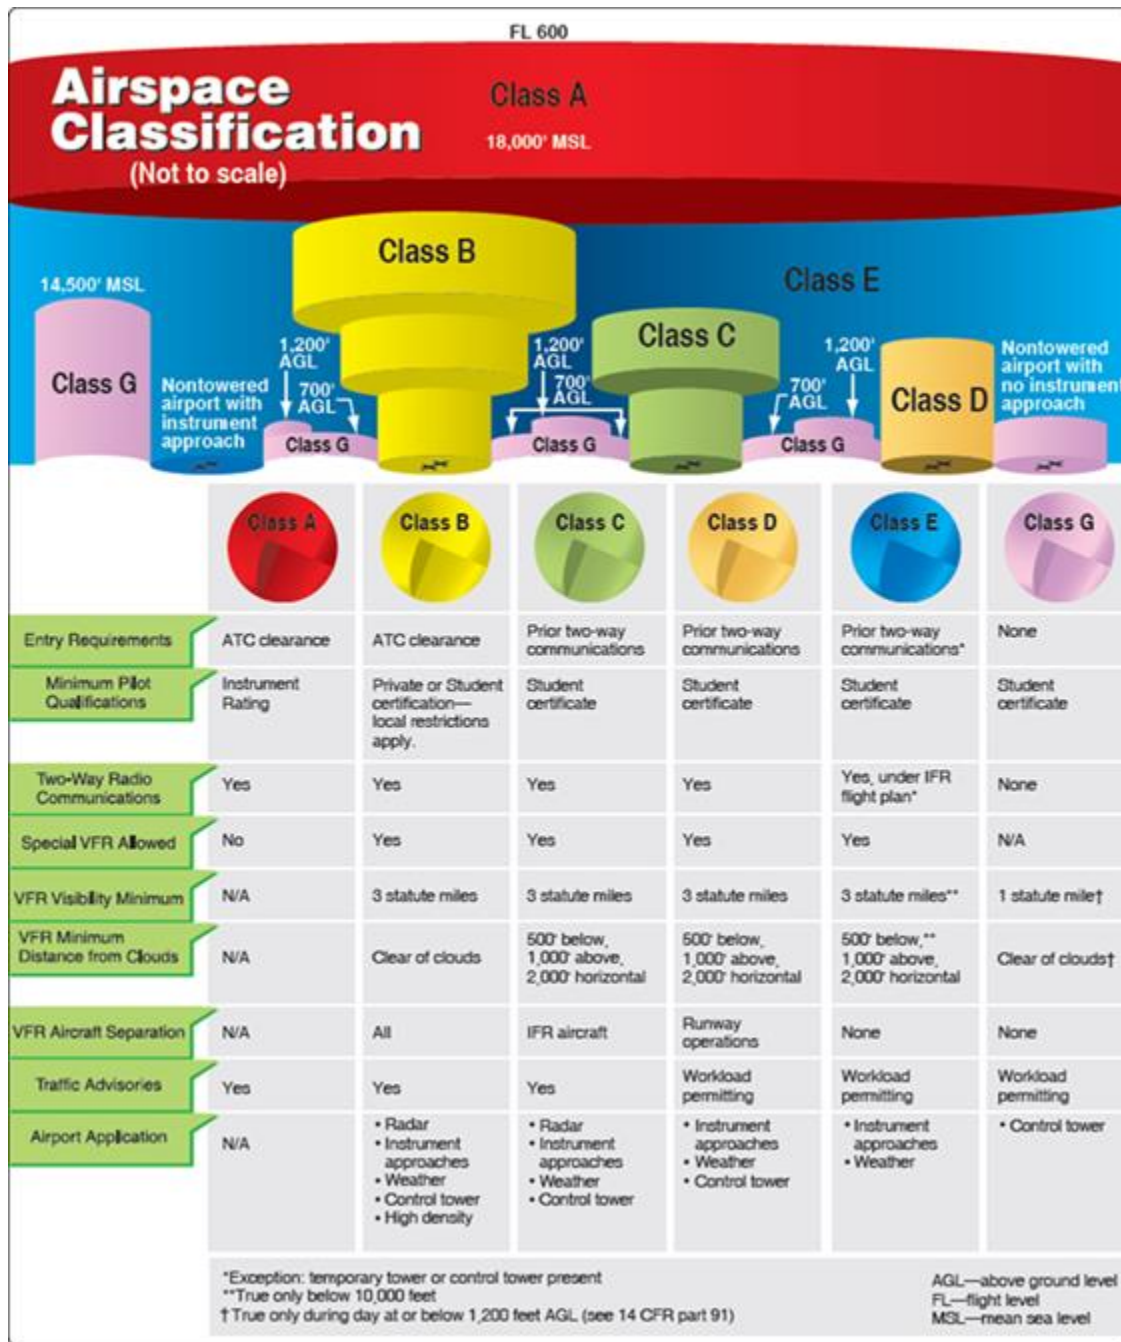 FL 600
Airspace
Classification
(Not to scale)
Class A
18,000' MSL
Class B
Class E
14,500' MSL
Class G
Nontowered
airport with
instrument
approach
1,200'
AGL
700'
AGL
Class G
1,200'
AGL
700'
AGL
Class G
Class C
700'
AGL
1,200'
AGL
Class G
Class D
Nontowered
airport with
no instrument
approach
Class A
Class B
Class C
Class D
Class E
Class G
Entry Requirements
ATC clearance
ATC clearance
Prior two-way
communications
Prior two-way
communications
Prior two-way
communications*
None
Minimum Pilot
Qualifications
Instrument
Rating
Private or Student
certification—
local restrictions
apply.
Student
certificate
Student
certificate
Student
certificate
Student
certificate
Two-Way Radio
Communications
Yes
Yes
Yes
Yes
Yes, under IFR
flight plan*
None
Special VFR Allowed
No
Yes
Yes
Yes
Yes
N/A
VFR Visibility Minimum
N/A
3 statute miles
3 statute miles
3 statute miles
3 statute miles**
1 statute mile†
VFR Minimum
Distance from Clouds
N/A
Clear of clouds
500' below,
1,000' above,
2,000' horizontal
500' below,
1,000' above,
2,000' horizontal
500' below,**
1,000' above,
2,000' horizontal
Clear of clouds†
VFR Aircraft Separation
N/A
All
IFR aircraft
Runway
operations
None
None
Traffic Advisories
Yes
Yes
Yes
Workload
permitting
Workload
permitting
Workload
permitting
Airport Application
N/A
• Radar
• Instrument
approaches
• Weather
• Control tower
• High density
• Radar
• Instrument
approaches
• Weather
• Control tower
• Instrument
approaches
• Weather
• Control tower
• Instrument
approaches
• Weather
• Control tower
*Exception: temporary tower or control tower present
**True only below 10,000 feet
†True only during day at or below 1,200 feet AGL (see 14 CFR part 91)
AGL—above ground level
FL—flight level
MSL—mean sea level